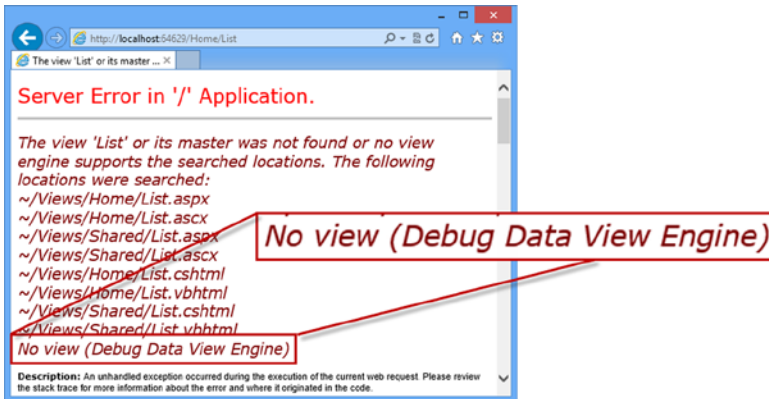 http://localhost:64629/Home/List
The view 'List' or its master ...
Server Error in '/' Application.
The view 'List' or its master was not found or no view
engine supports the searched locations. The following
locations were searched:
~/Views/Home/List.aspx
~/Views/Home/List.ascx
~/Views/Shared/List.aspx
~/Views/Shared/List.ascx
~/Views/Home/List.cshtml
~/Views/Home/List.vbhtml
~/Views/Shared/List.cshtml
~/Views/Shared/List.vbhtml
No view (Debug Data View Engine)
No view (Debug Data View Engine)
Description: An unhandled exception occurred during the execution of the current web request. Please review
the stack trace for more information about the error and where it originated in the code.